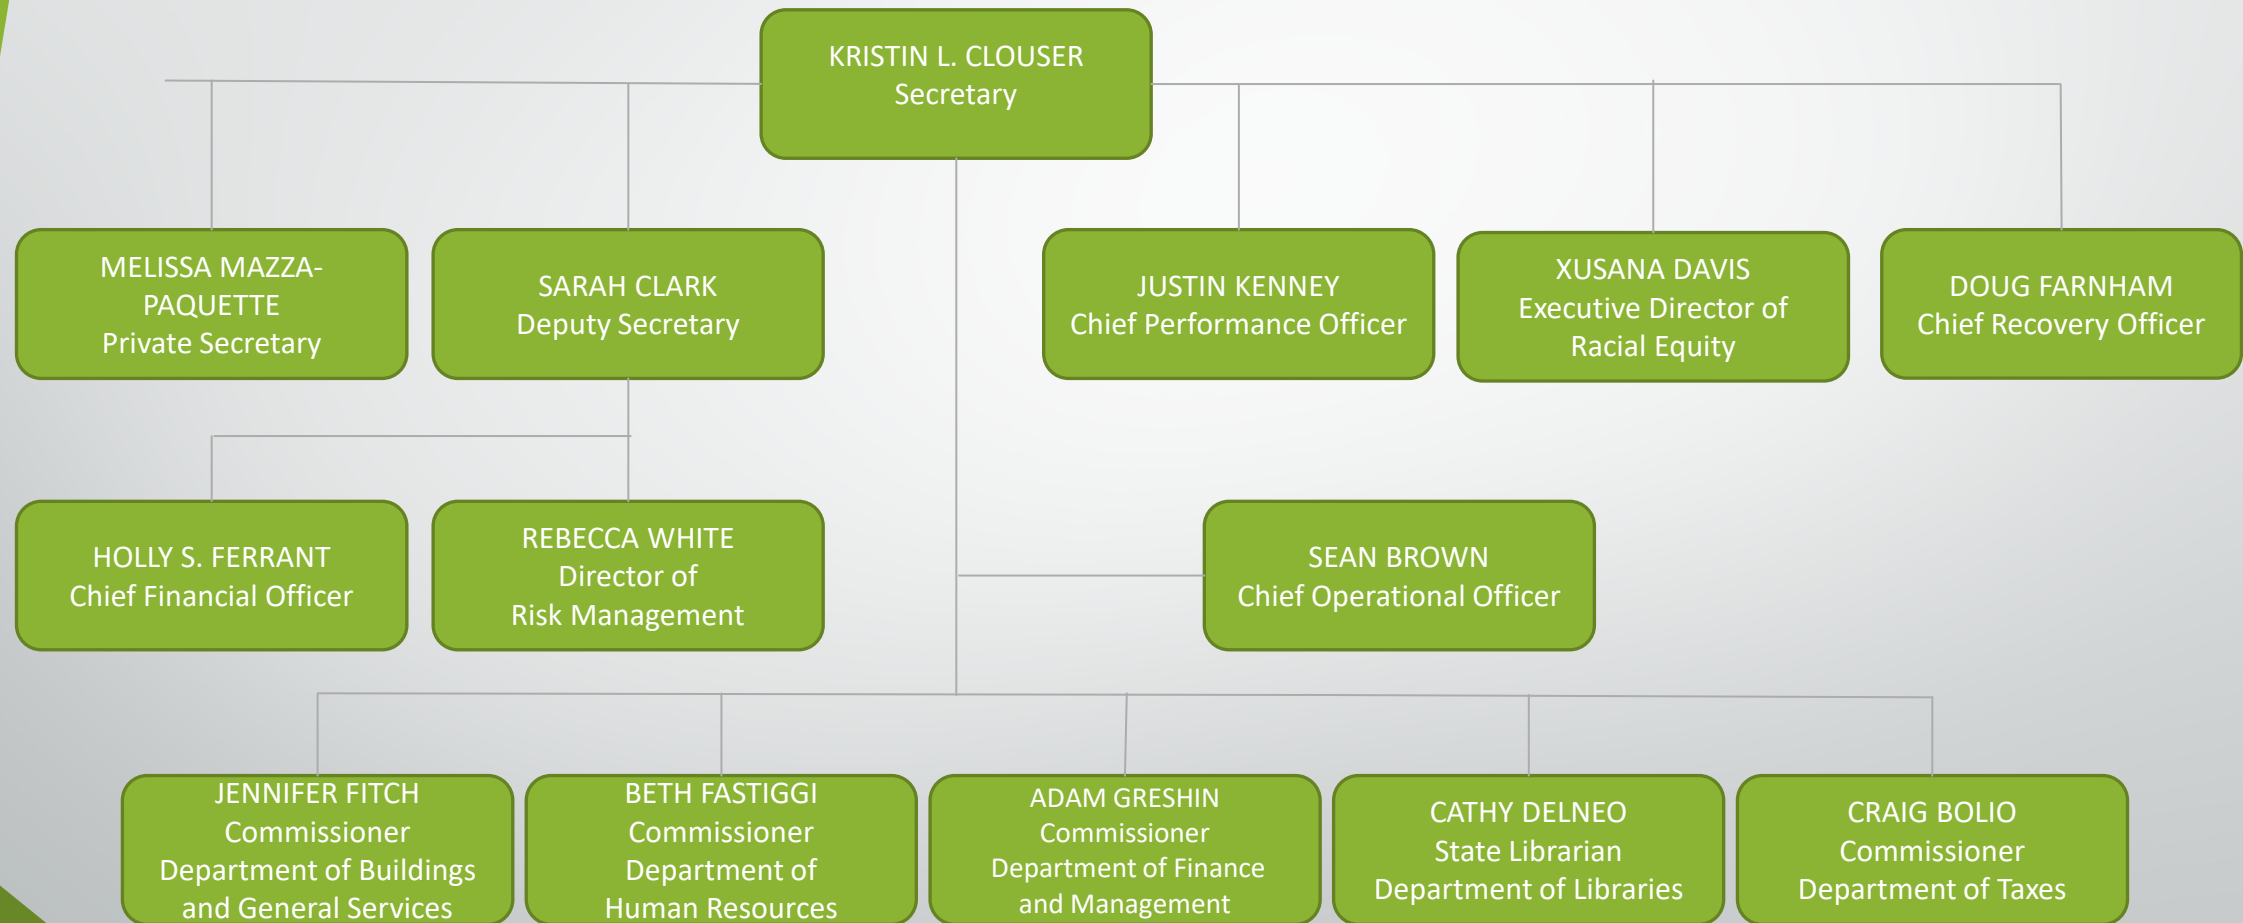 KRISTIN L. CLOUSER
Secretary
MELISSA MAZZA-
PAQUETTE
Private Secretary
SARAH CLARK
Deputy Secretary
JUSTIN KENNEY
Chief Performance Officer
XUSANA DAVIS
Executive Director of
Racial Equity
DOUG FARNHAM
Chief Recovery Officer
HOLLY S. FERRANT
Chief Financial Officer
REBECCA WHITE
Director of
Risk Management
SEAN BROWN
Chief Operational Officer
JENNIFER FITCH
Commissioner
Department of Buildings
and General Services
BETH FASTIGGI
Commissioner
Department of
Human Resources
ADAM GRESHIN
Commissioner
Department of Finance
and Management
CATHY DELNEO
State Librarian
Department of Libraries
CRAIG BOLIO
Commissioner
Department of Taxes